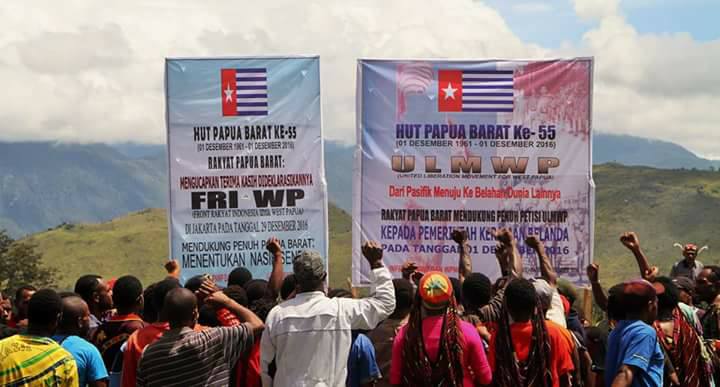 HUT PAPUA BARAT KE-55
(01 DESEMBER 1961 - 01 DESEMBER 2016)
RAKYAT PAPUA BARAT:
MENGUCAPKAN TERIMA KASIH DIDEKLARASIKANNYA
FRI-WP
(FRONT RAKYAT INDONESIA WEST PAPUA)
DI JAKARTA PADA TANGGAL 29 DESEMBER 2016
MENDUKUNG PENUH PAPUA BARAT:
MENENTUKAN NASIB
HUT PAPUA BARAT Ke- 55
(01 DESEMBER 1961 - 01 DESEMBER 2016)
U L M W P
(UNITED LIBERATION MOVEMENT FOR WEST PAPUA)
Dari Pasifik Menuju Ke Belahan Dunia Lainnya
RAKYAT PAPUA BARAT MENDUKUNG PENUH PETISI ULMWP
KEPADA PEMERINTAH BELANDA
PADA TANGGAL 01 DESEMBER 2016